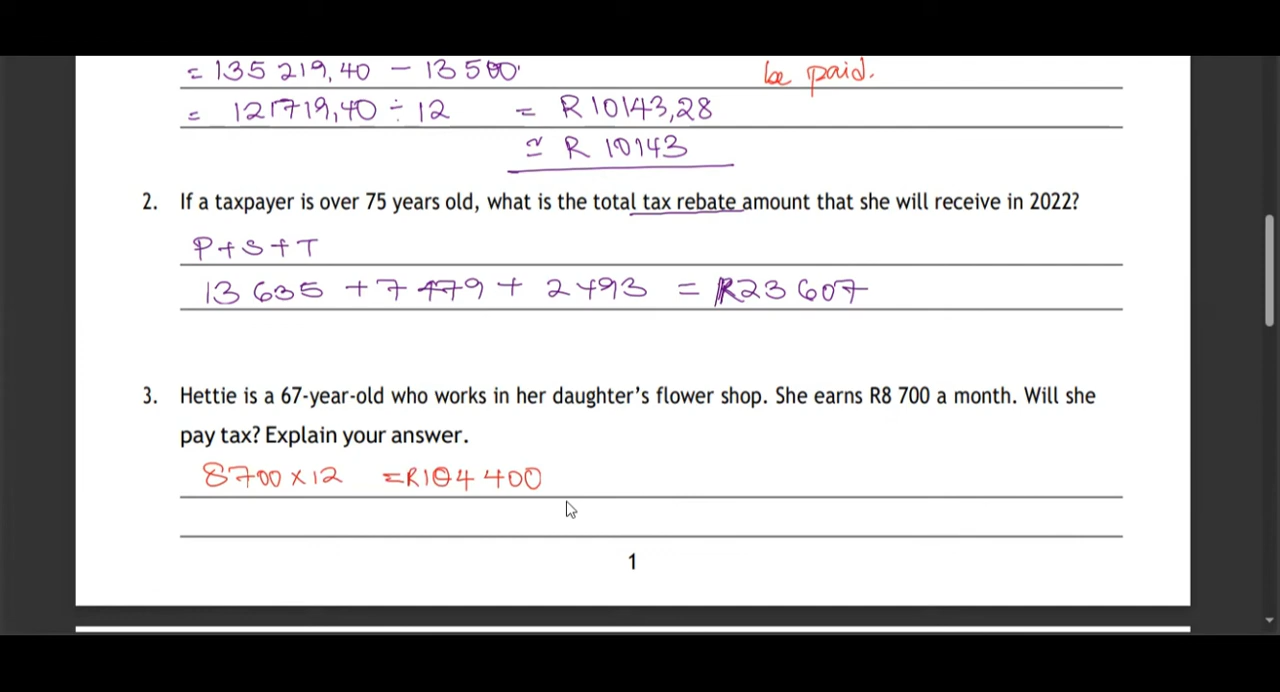 = 135 219,40 - 13 500
be paid.
= 121719,40 ÷ 12 = R10143,28
≃ R 10143
2. If a taxpayer is over 75 years old, what is the total tax rebate amount that she will receive in 2022?
P+S+T
13 635 + 7 479 + 2 493 = R23 607
3. Hettie is a 67-year-old who works in her daughter's flower shop. She earns R8 700 a month. Will she
pay tax? Explain your answer.
8700 x 12 = R104 400
1